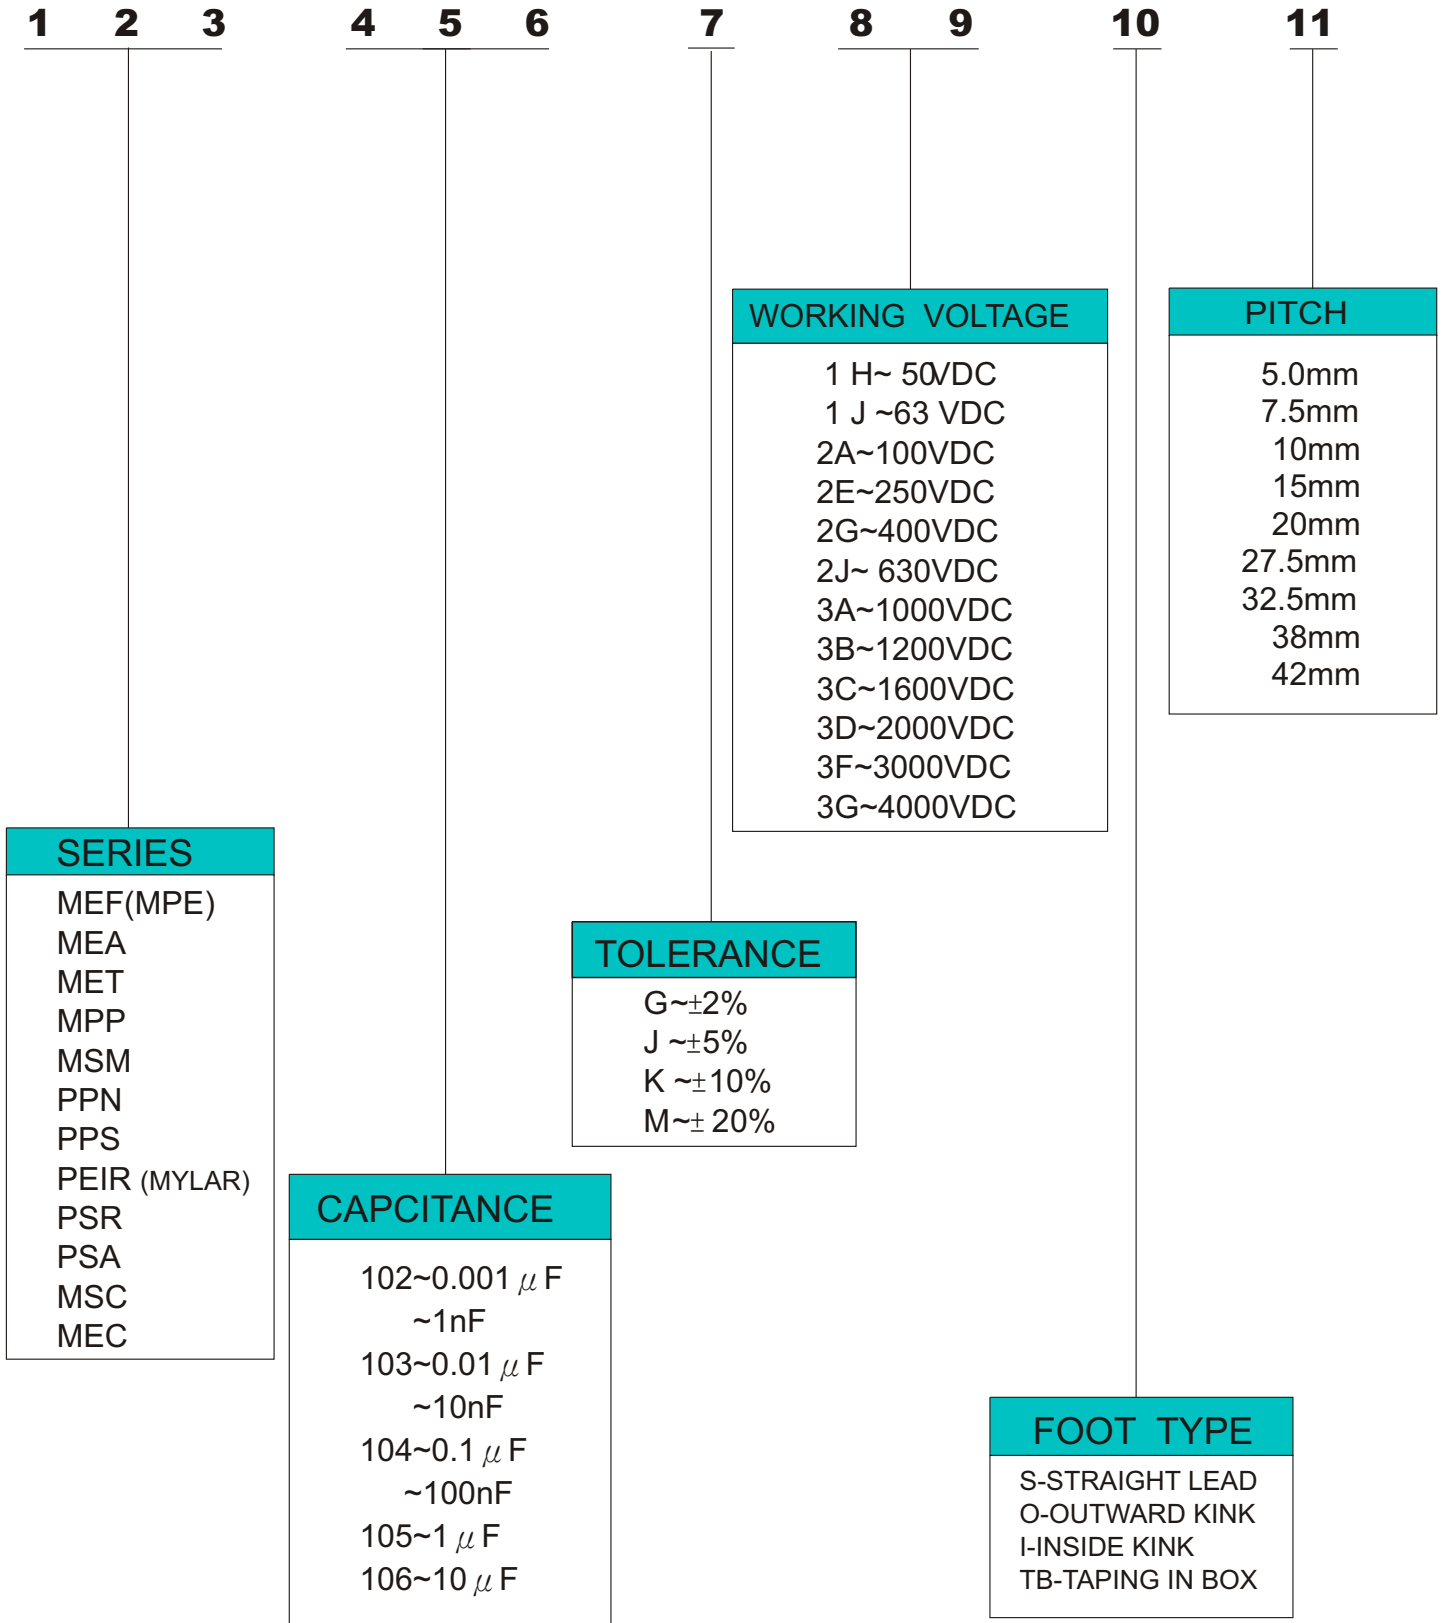 1 2 3 4 5 6 7 8 9 10 11
WORKING VOLTAGE
1 H~ 50VDC
1 J ~63 VDC
2A~100VDC
2E~250VDC
2G~400VDC
2J~ 630VDC
3A~1000VDC
3B~1200VDC
3C~1600VDC
3D~2000VDC
3F~3000VDC
3G~4000VDC
PITCH
5.0mm
7.5mm
10mm
15mm
20mm
27.5mm
32.5mm
38mm
42mm
SERIES
MEF(MPE)
MEA
MET
MPP
MSM
PPN
PPS
PEIR (MYLAR)
PSR
PSA
MSC
MEC
TOLERANCE
G~±2%
J ~±5%
K ~±10%
M~± 20%
CAPCITANCE
102~0.001 μ F
~1nF
103~0.01 μ F
~10nF
104~0.1 μ F
~100nF
105~1 μ F
106~10 μ F
FOOT TYPE
S-STRAIGHT LEAD
O-OUTWARD KINK
I-INSIDE KINK
TB-TAPING IN BOX